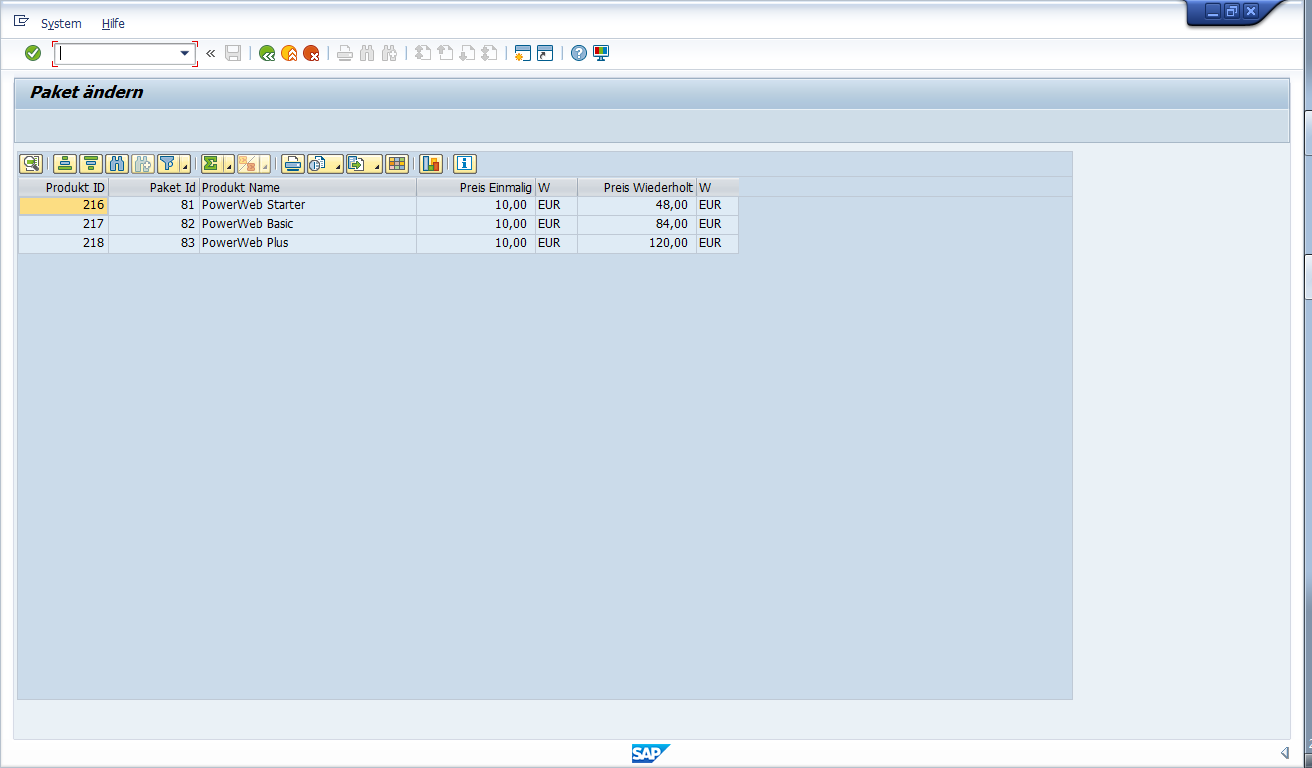 System Hilfe
Paket ändern
Produkt ID Paket Id Produkt Name Preis Einmalig W Preis Wiederholt W
216 81 PowerWeb Starter 10,00 EUR 48,00 EUR
217 82 PowerWeb Basic 10,00 EUR 84,00 EUR
218 83 PowerWeb Plus 10,00 EUR 120,00 EUR
SAP